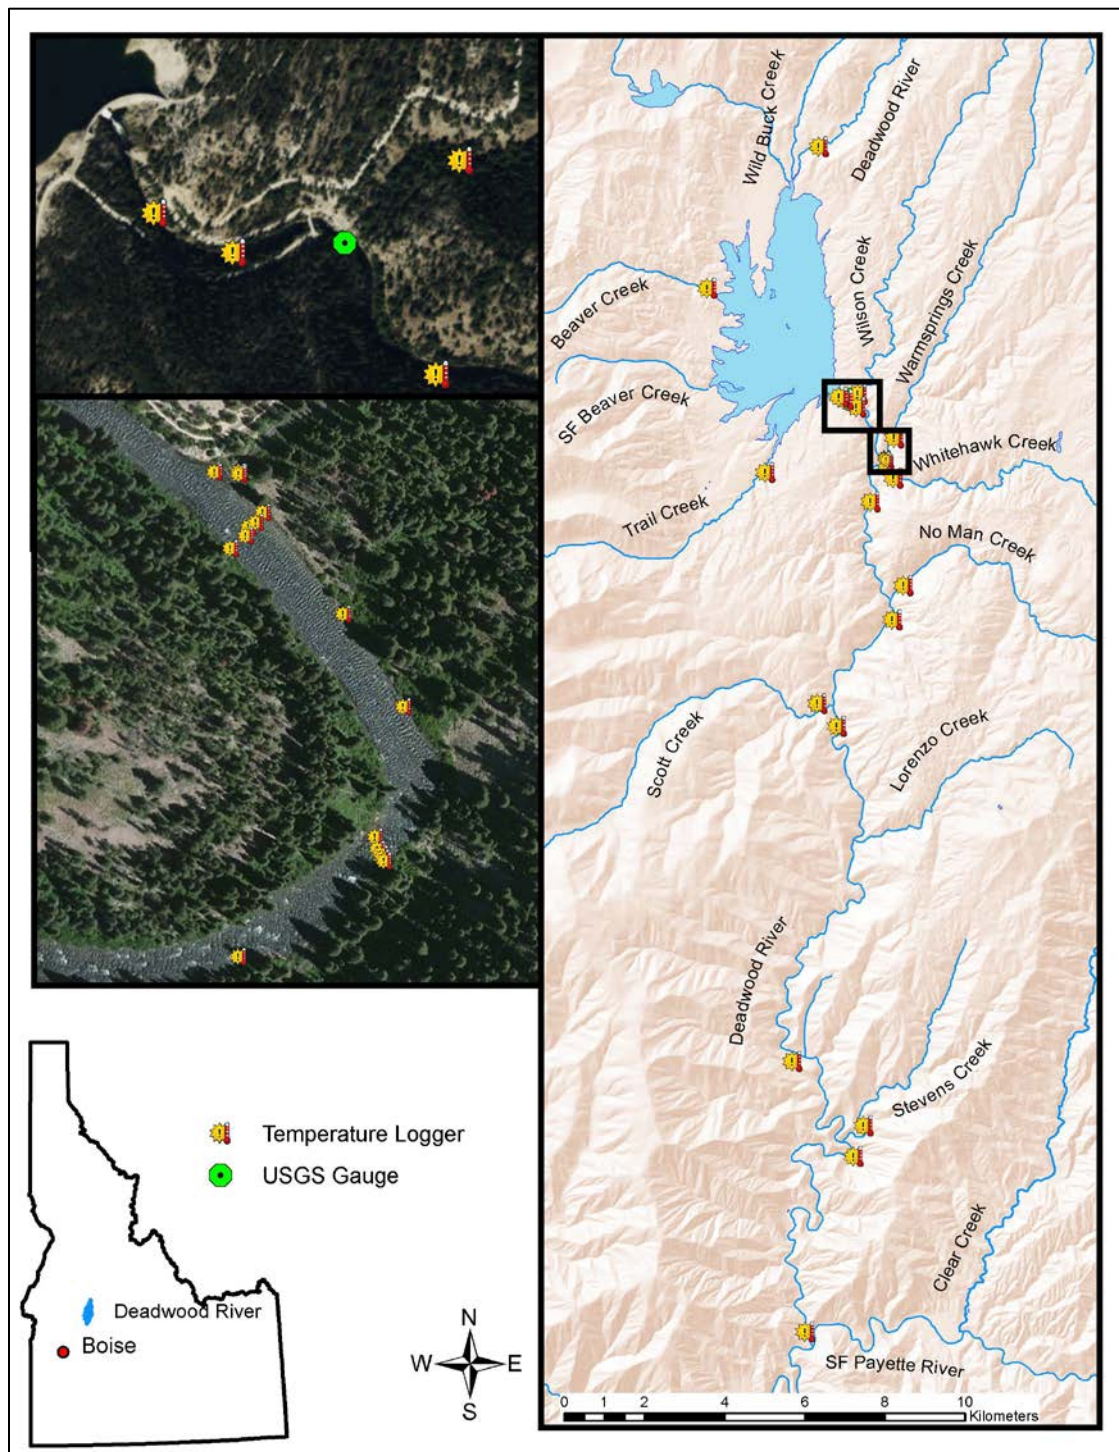 Wild Buck Creek
Deadwood River
Beaver Creek
Wilson Creek
Warmsprings Creek
SF Beaver Creek
Whitehawk Creek
Trail Creek
No Man Creek
Scott Creek
Lorenzo Creek
Deadwood River
Stevens Creek
Clear Creek
SF Payette River
0 1 2 4 6 8 10
Kilometers
Temperature Logger
USGS Gauge
Deadwood River
Boise
N
W E
S